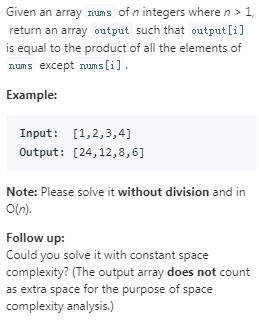 Given an array nums of n integers where n > 1,
return an array output such that output[i]
is equal to the product of all the elements of
nums except nums[i] .
Example:
Input: [1,2,3,4]
Output: [24,12,8,6]
Note: Please solve it without division and in
O(n).
Follow up:
Could you solve it with constant space
complexity? (The output array does not count
as extra space for the purpose of space
complexity analysis.)